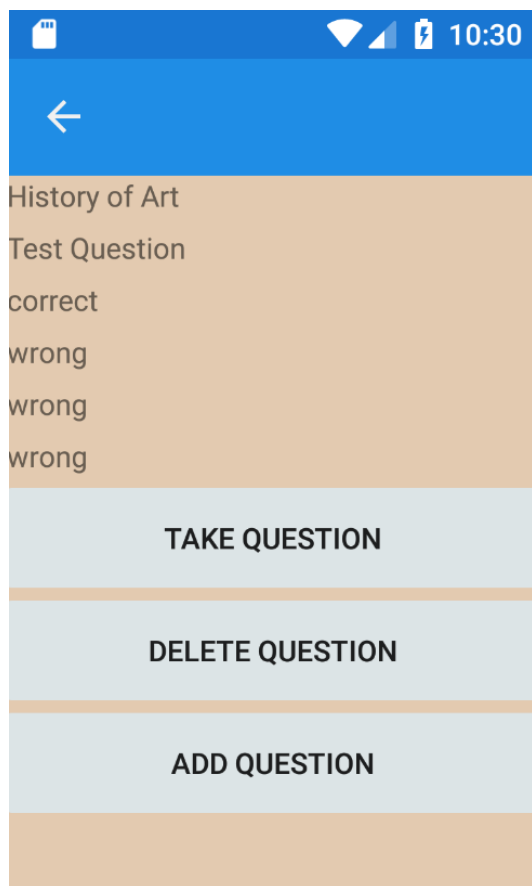 10:30
History of Art
Test Question
correct
wrong
wrong
wrong
TAKE QUESTION
DELETE QUESTION
ADD QUESTION